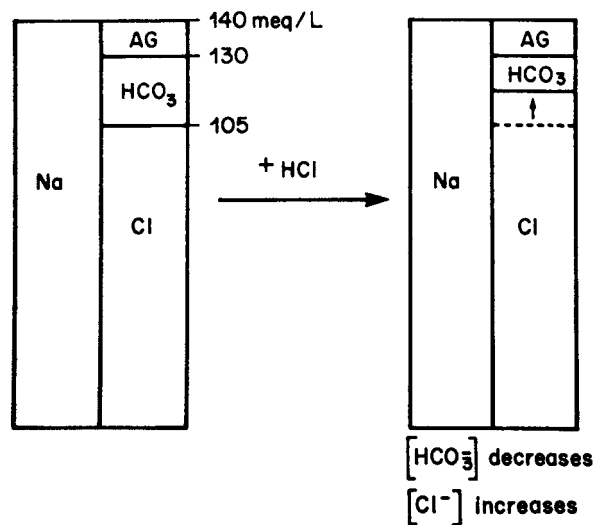 140 meq/L
AG
130
HCO₃
105
Na
Cl
+ HCl
AG
HCO₃
Na
Cl
[HCO₃⁻] decreases
[Cl⁻] increases